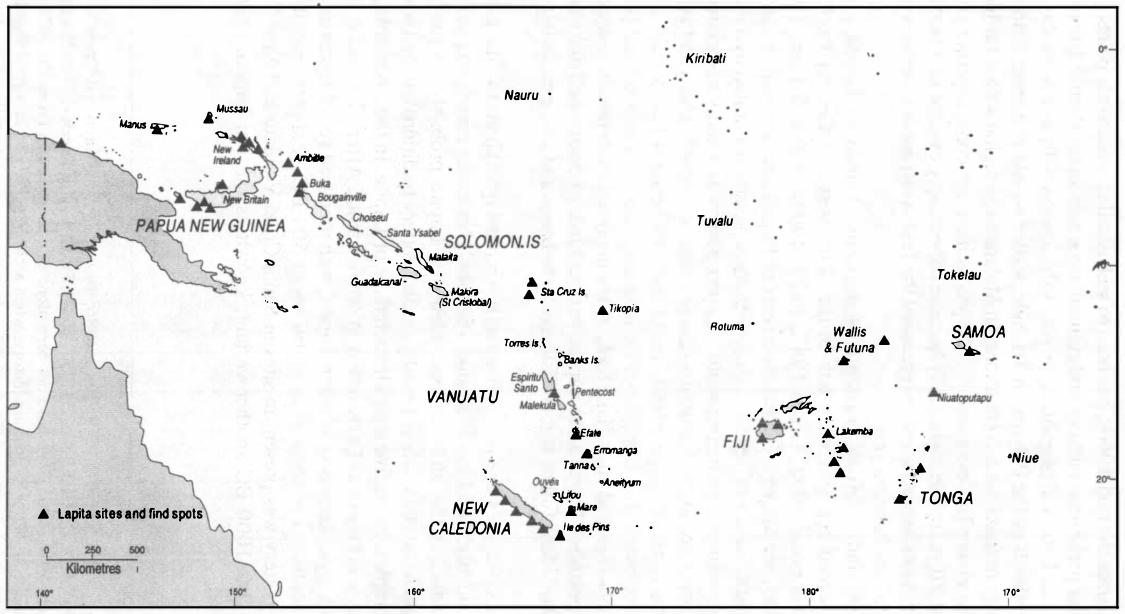 0°
Kiribati
Nauru
Mussau
Manus
New
Ireland
Ambitle
Buka
New Britain
Bougainville
PAPUA NEW GUINEA
Choiseul
Santa Ysabel
SOLOMON.IS
Tuvalu
Malaita
Guadalcanal
Makira
(St Cristobal)
Sta Cruz Is
Tikopia
Tokelau
Rotuma
Wallis
& Futuna
SAMOA
Torres Is.
Banks Is.
Espiritu
Santo
VANUATU
Pentecost
Malekula
Niuatoputapu
Efate
FIJI
Lakemba
Erromanga
Niue
Tanna
Aneityum
20°
Ouvéa
Lifou
NEW
CALEDONIA
Mare
Ile des Pins
TONGA
Lapita sites and find spots
0 250 500
Kilometres
140° 150° 160° 170° 180° 170°